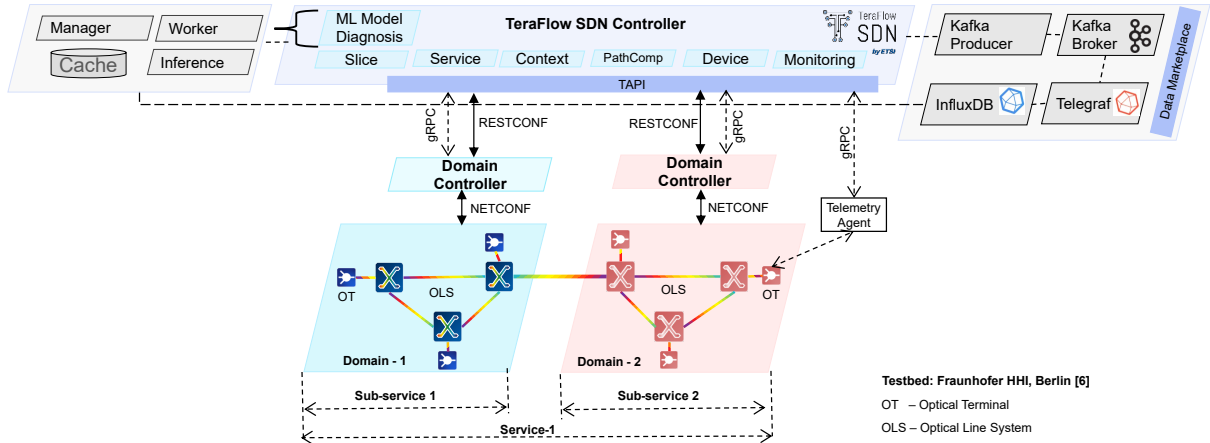 Manager
Worker
Cache
Inference
ML Model
Diagnosis
TeraFlow SDN Controller
TeraFlow
SDN
by ETSI
Slice
Service
Context
PathComp
Device
Monitoring
TAPI
Kafka
Producer
Kafka
Broker
InfluxDB
Telegraf
Data Marketplace
gRPC
RESTCONF
RESTCONF
gRPC
gRPC
Domain
Controller
Domain
Controller
NETCONF
NETCONF
Telemetry
Agent
OT
OLS
OLS
OT
Domain - 1
Domain - 2
Sub-service 1
Sub-service 2
Service-1
Testbed: Fraunhofer HHI, Berlin [6]
OT – Optical Terminal
OLS – Optical Line System